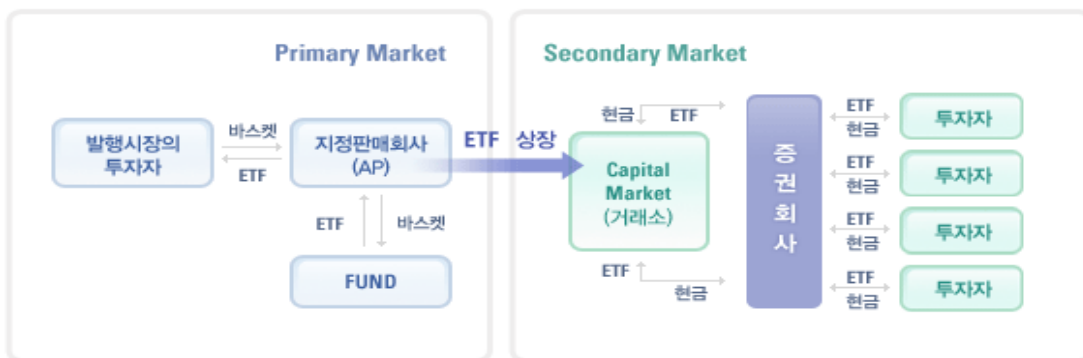 Primary Market
발행시장의
투자자
바스켓
ETF
지정판매회사
(AP)
ETF
바스켓
FUND
ETF 상장
Secondary Market
현금
ETF
Capital
Market
(거래소)
ETF
현금
증
권
회
사
ETF
현금
투자자
ETF
현금
투자자
ETF
현금
투자자
ETF
현금
투자자